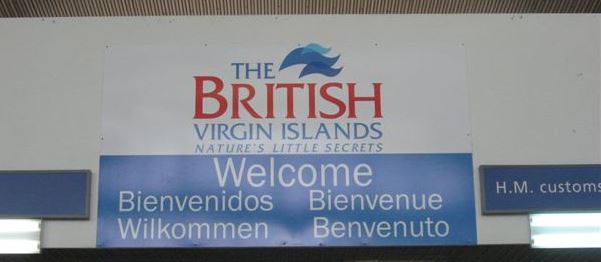 THE
BRITISH
VIRGIN ISLANDS
NATURE'S LITTLE SECRETS
Welcome
Bienvenidos Bienvenue
Wilkommen Benvenuto
H.M. customs